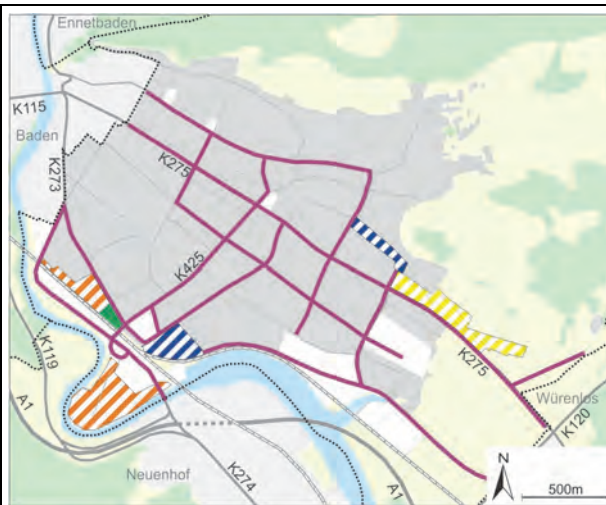 Ennetbaden
K115
Baden
K273
K275
K425
K119
A1
K275
Würenlos
K120
Neuenhof
K274
A1
N
500m